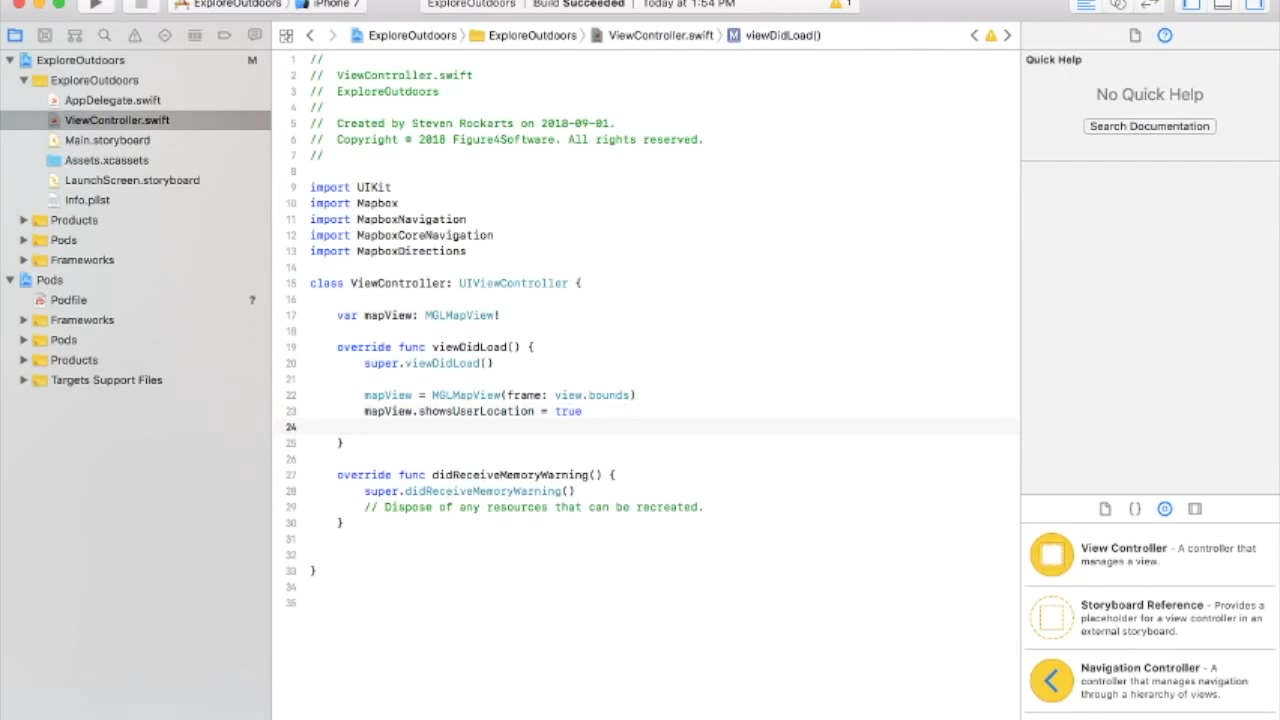 ExploreOutdoors
iPhone 7
ExploreOutdoors | Build Succeeded | Today at 1:54 PM
1
ExploreOutdoors
ExploreOutdoors
ViewController.swift
viewDidLoad()
ExploreOutdoors
M
ExploreOutdoors
AppDelegate.swift
ViewController.swift
Main.storyboard
Assets.xcassets
LaunchScreen.storyboard
Info.plist
Products
Pods
Frameworks
Pods
Podfile
?
Frameworks
Pods
Products
Targets Support Files
1 //
2 //  ViewController.swift
3 //  ExploreOutdoors
4 //
5 //  Created by Steven Rockarts on 2018-09-01.
6 //  Copyright © 2018 Figure4Software. All rights reserved.
7 //
8
9 import UIKit
10 import Mapbox
11 import MapboxNavigation
12 import MapboxCoreNavigation
13 import MapboxDirections
14
15 class ViewController: UIViewController {
16
17     var mapView: MGLMapView!
18
19     override func viewDidLoad() {
20         super.viewDidLoad()
21
22         mapView = MGLMapView(frame: view.bounds)
23         mapView.showsUserLocation = true
24
25     }
26
27     override func didReceiveMemoryWarning() {
28         super.didReceiveMemoryWarning()
29         // Dispose of any resources that can be recreated.
30     }
31
32
33 }
34
35
Quick Help
No Quick Help
Search Documentation
{}
View Controller - A controller that
manages a view.
Storyboard Reference - Provides a
placeholder for a view controller in an
external storyboard.
Navigation Controller - A
controller that manages navigation
through a hierarchy of views.